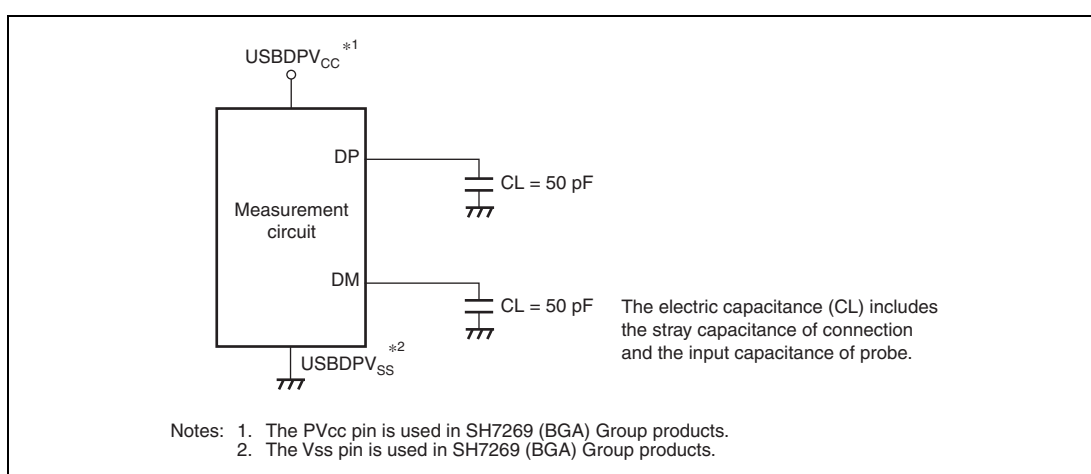 USBDPVCC *1
DP
CL = 50 pF
Measurement
circuit
DM
CL = 50 pF
The electric capacitance (CL) includes
the stray capacitance of connection
and the input capacitance of probe.
USBDPVSS *2
Notes: 1. The PVcc pin is used in SH7269 (BGA) Group products.
2. The Vss pin is used in SH7269 (BGA) Group products.